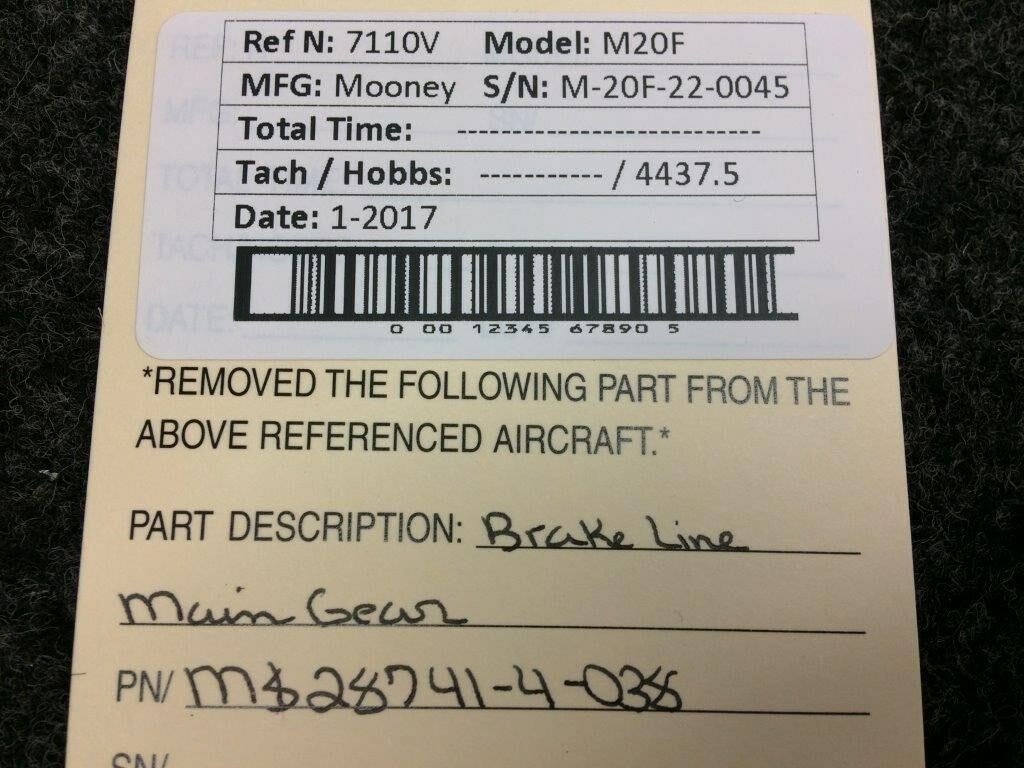 Ref N: 7110V Model: M20F
MFG: Mooney S/N: M-20F-22-0045
Total Time: --------------------------
Tach / Hobbs: ----------- / 4437.5
Date: 1-2017
0 00 12345 67890 5
*REMOVED THE FOLLOWING PART FROM THE
ABOVE REFERENCED AIRCRAFT.*
PART DESCRIPTION: Brake Line
Main Gear
PN/ MS28741-4-038
SN/